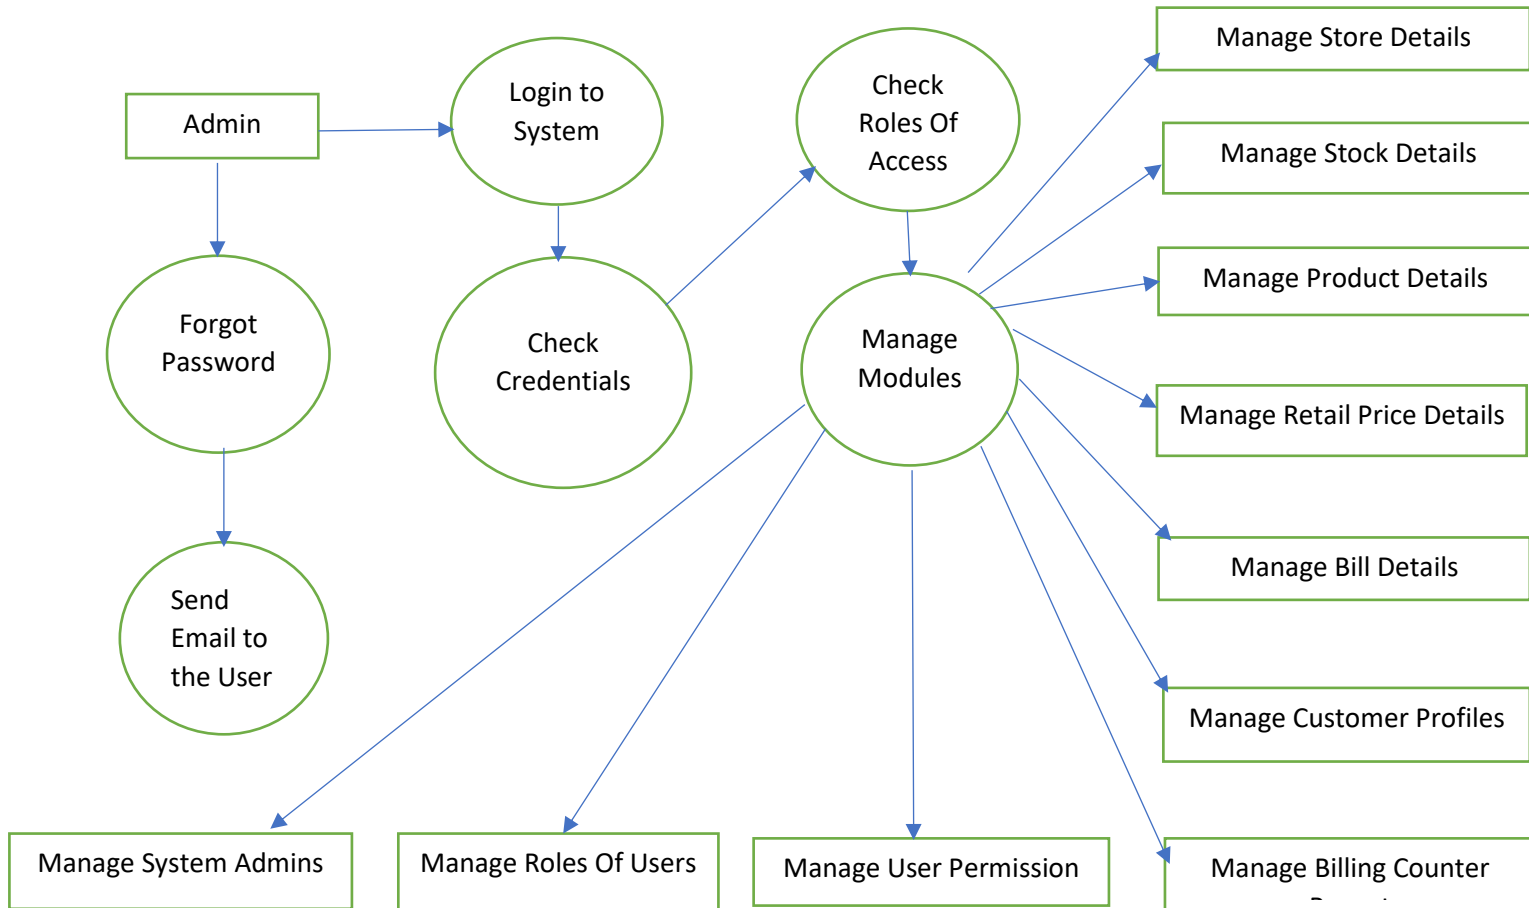 Admin
Login to
System
Check
Roles Of
Access
Manage Store Details
Manage Stock Details
Manage Product Details
Forgot
Password
Check
Credentials
Manage
Modules
Manage Retail Price Details
Manage Bill Details
Send
Email to
the User
Manage Customer Profiles
Manage System Admins
Manage Roles Of Users
Manage User Permission
Manage Billing Counter